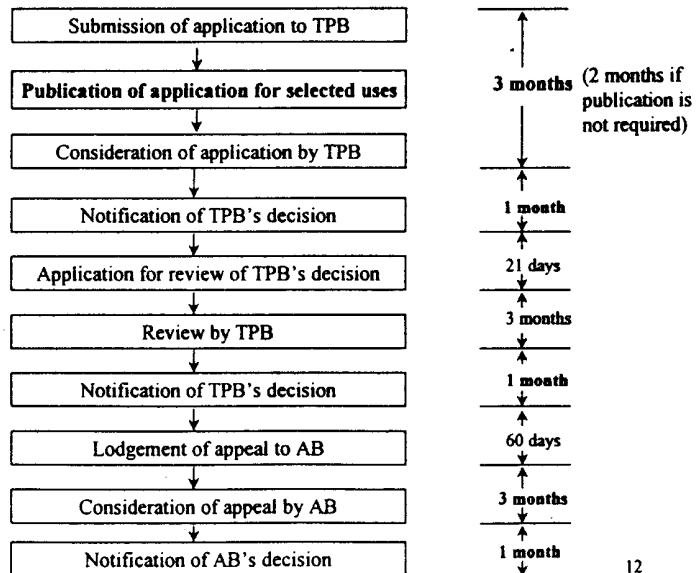 Submission of application to TPB
Publication of application for selected uses
Consideration of application by TPB
Notification of TPB's decision
Application for review of TPB's decision
Review by TPB
Notification of TPB's decision
Lodgement of appeal to AB
Consideration of appeal by AB
Notification of AB's decision
3 months
(2 months if
publication is
not required)
1 month
21 days
3 months
1 month
60 days
3 months
1 month
12